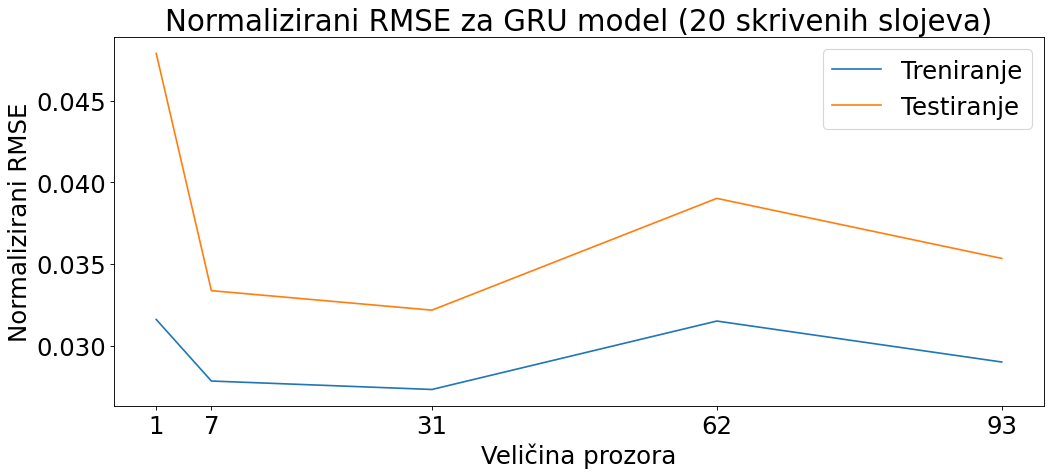 Normalizirani RMSE za GRU model (20 skrivenih slojeva)
Treniranje
Testiranje
Normalizirani RMSE
0.045
0.040
0.035
0.030
1 7 31 62 93
Veličina prozora